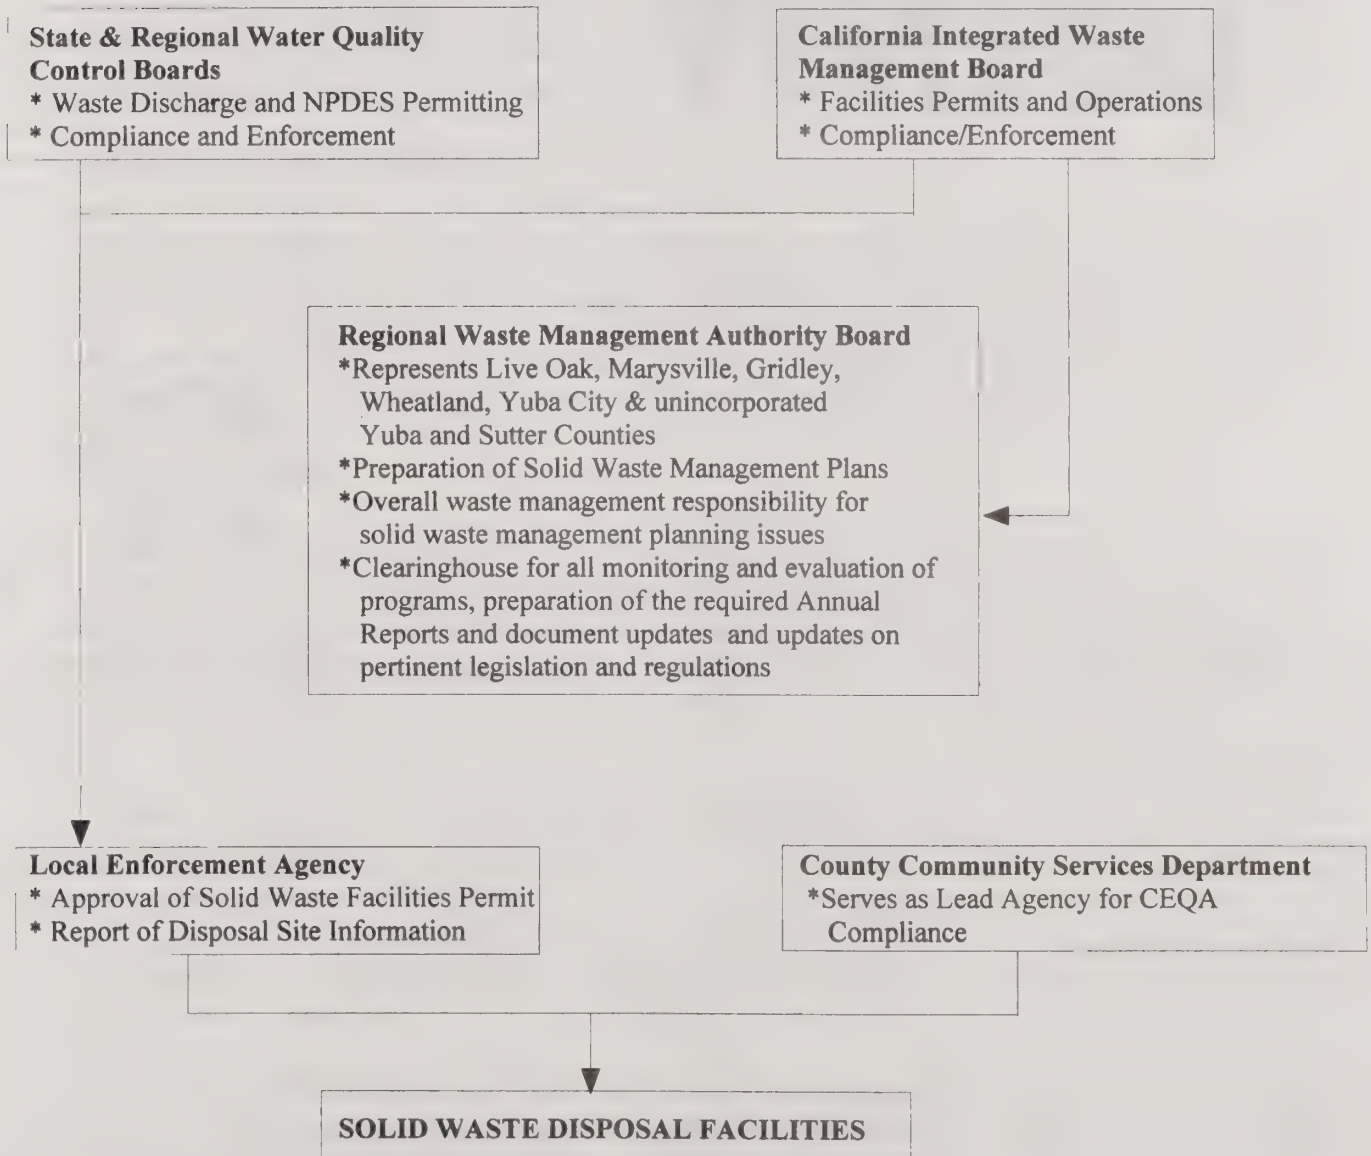 State & Regional Water Quality
Control Boards
* Waste Discharge and NPDES Permitting
* Compliance and Enforcement
California Integrated Waste
Management Board
* Facilities Permits and Operations
* Compliance/Enforcement
Regional Waste Management Authority Board
*Represents Live Oak, Marysville, Gridley,
Wheatland, Yuba City & unincorporated
Yuba and Sutter Counties
*Preparation of Solid Waste Management Plans
*Overall waste management responsibility for
solid waste management planning issues
*Clearinghouse for all monitoring and evaluation of
programs, preparation of the required Annual
Reports and document updates and updates on
pertinent legislation and regulations
Local Enforcement Agency
* Approval of Solid Waste Facilities Permit
* Report of Disposal Site Information
County Community Services Department
*Serves as Lead Agency for CEQA
Compliance
SOLID WASTE DISPOSAL FACILITIES